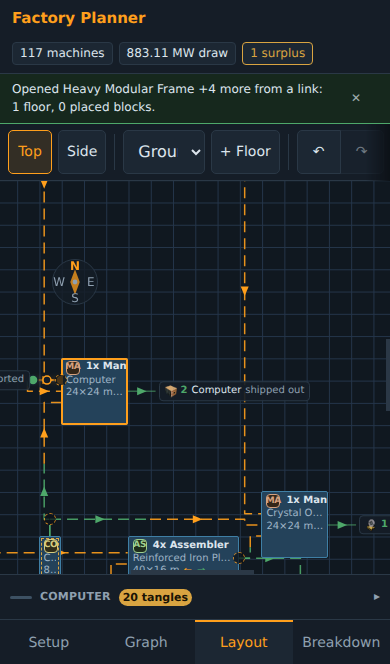 Factory Planner
117 machines
883.11 MW draw
1 surplus
Opened Heavy Modular Frame +4 more from a link:
1 floor, 0 placed blocks.
×
Top
Side
Grou
+ Floor
N
W E
S
orted
MA 1x Man
Computer
24×24 m…
2 Computer shipped out
MA 1x Man
Crystal O…
24×24 m…
1
CO
C…
8…
AS 4x Assembler
Reinforced Iron Pl…
40×16 m
COMPUTER 20 tangles
Setup
Graph
Layout
Breakdown